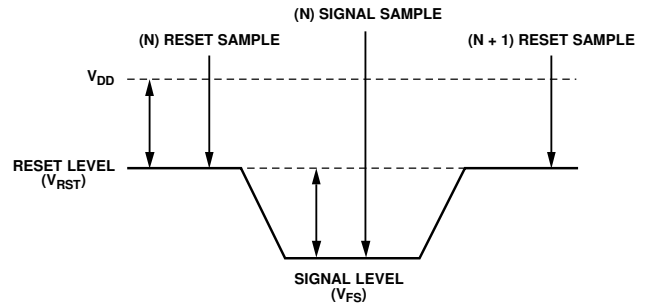 (N) SIGNAL SAMPLE
(N) RESET SAMPLE
(N + 1) RESET SAMPLE
VDD
RESET LEVEL
(VRST)
SIGNAL LEVEL
(VFS)